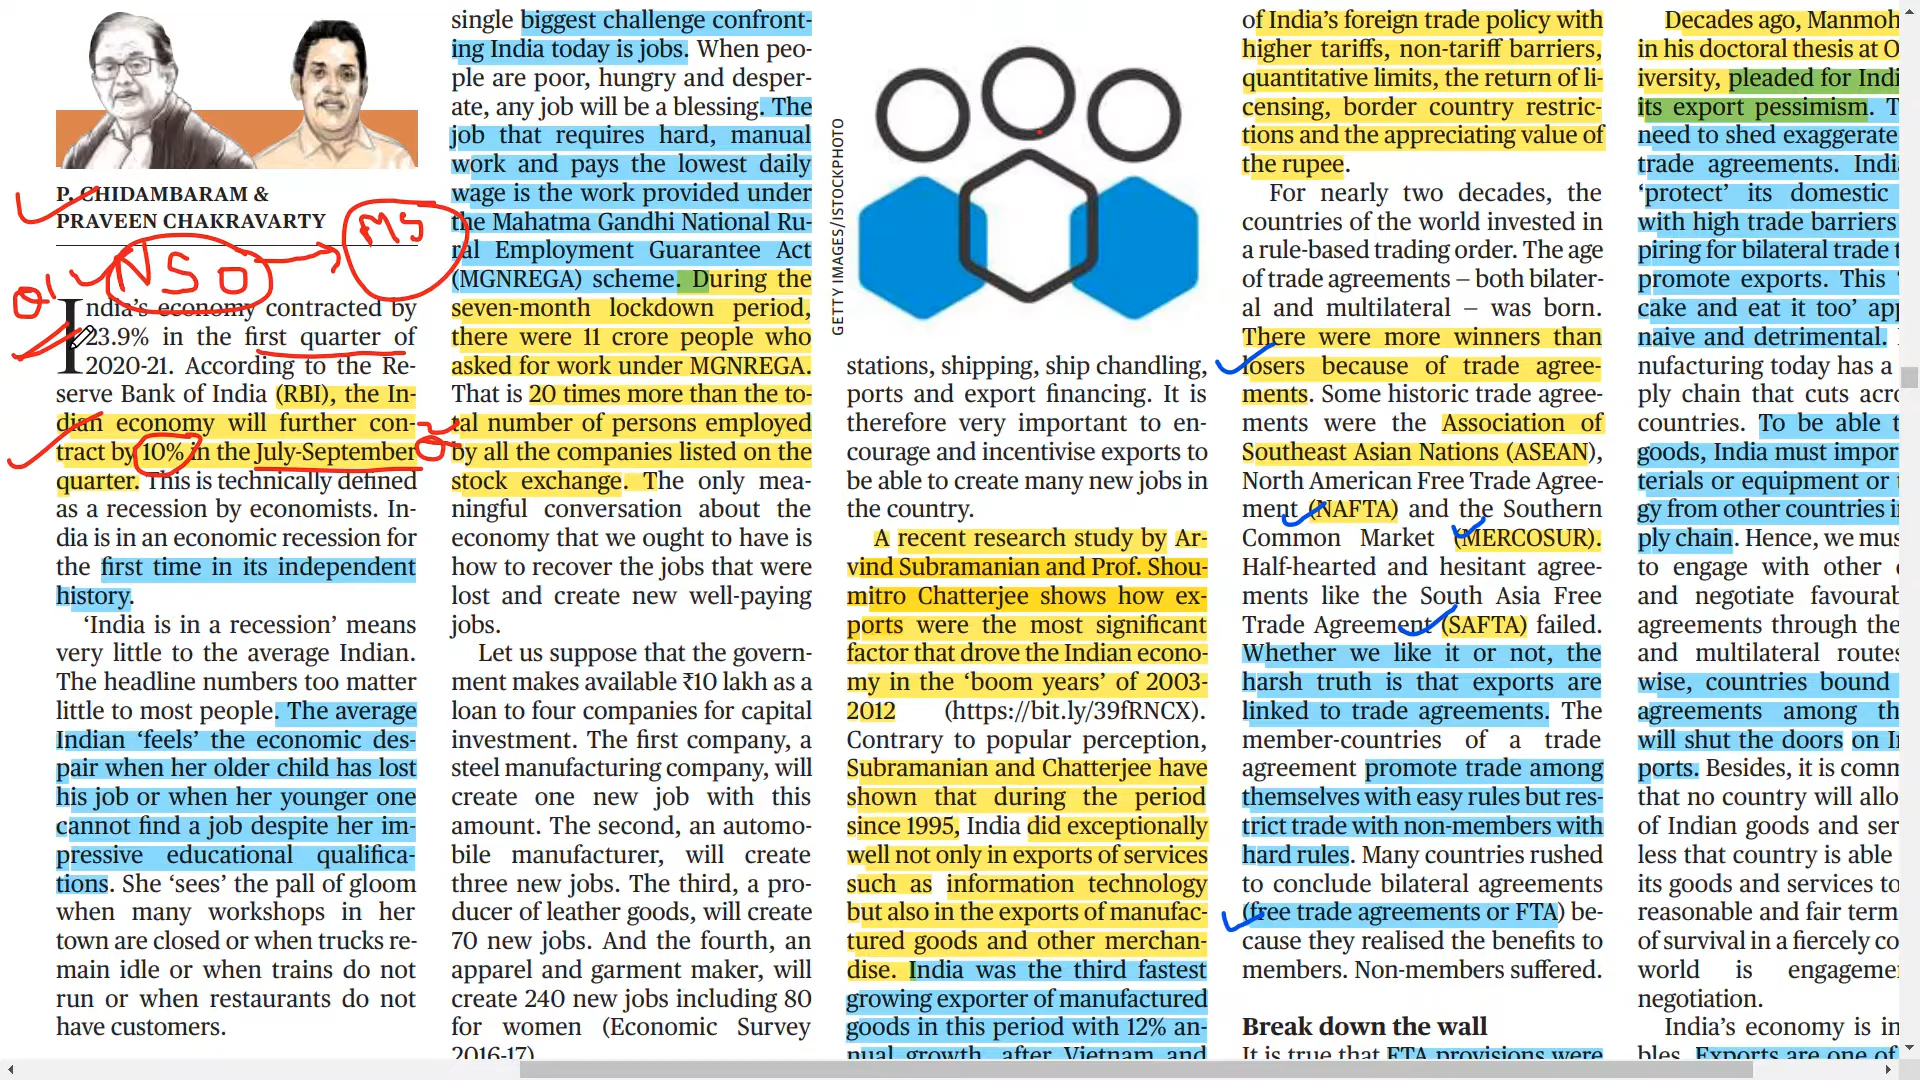 P. CHIDAMBARAM &
PRAVEEN CHAKRAVARTY
NSO
MS
Q1
India's economy contracted by
23.9% in the first quarter of
2020-21. According to the Re-
serve Bank of India (RBI), the In-
dian economy will further con-
tract by 10% in the July-September
quarter. This is technically defined
as a recession by economists. In-
dia is in an economic recession for
the first time in its independent
history.
'India is in a recession' means
very little to the average Indian.
The headline numbers too matter
little to most people. The average
Indian 'feels' the economic des-
pair when her older child has lost
his job or when her younger one
cannot find a job despite her im-
pressive educational qualifica-
tions. She 'sees' the pall of gloom
when many workshops in her
town are closed or when trucks re-
main idle or when trains do not
run or when restaurants do not
have customers.
single biggest challenge confront-
ing India today is jobs. When peo-
ple are poor, hungry and desper-
ate, any job will be a blessing. The
job that requires hard, manual
work and pays the lowest daily
wage is the work provided under
the Mahatma Gandhi National Ru-
ral Employment Guarantee Act
(MGNREGA) scheme. During the
seven-month lockdown period,
there were 11 crore people who
asked for work under MGNREGA.
That is 20 times more than the to-
tal number of persons employed
by all the companies listed on the
stock exchange. The only mea-
ningful conversation about the
economy that we ought to have is
how to recover the jobs that were
lost and create new well-paying
jobs.
Let us suppose that the govern-
ment makes available ₹10 lakh as a
loan to four companies for capital
investment. The first company, a
steel manufacturing company, will
create one new job with this
amount. The second, an automo-
bile manufacturer, will create
three new jobs. The third, a pro-
ducer of leather goods, will create
70 new jobs. And the fourth, an
apparel and garment maker, will
create 240 new jobs including 80
for women (Economic Survey
2016-17)
GETTY IMAGES/ISTOCKPHOTO
stations, shipping, ship chandling,
ports and export financing. It is
therefore very important to en-
courage and incentivise exports to
be able to create many new jobs in
the country.
A recent research study by Ar-
vind Subramanian and Prof. Shou-
mitro Chatterjee shows how ex-
ports were the most significant
factor that drove the Indian econo-
my in the 'boom years' of 2003-
2012 (https://bit.ly/39fRNCX).
Contrary to popular perception,
Subramanian and Chatterjee have
shown that during the period
since 1995, India did exceptionally
well not only in exports of services
such as information technology
but also in the exports of manufac-
tured goods and other merchan-
dise. India was the third fastest
growing exporter of manufactured
goods in this period with 12% an-
nual growth, after Vietnam and
of India's foreign trade policy with
higher tariffs, non-tariff barriers,
quantitative limits, the return of li-
censing, border country restric-
tions and the appreciating value of
the rupee.
For nearly two decades, the
countries of the world invested in
a rule-based trading order. The age
of trade agreements – both bilater-
al and multilateral – was born.
There were more winners than
losers because of trade agree-
ments. Some historic trade agree-
ments were the Association of
Southeast Asian Nations (ASEAN),
North American Free Trade Agree-
ment (NAFTA) and the Southern
Common Market (MERCOSUR).
Half-hearted and hesitant agree-
ments like the South Asia Free
Trade Agreement (SAFTA) failed.
Whether we like it or not, the
harsh truth is that exports are
linked to trade agreements. The
member-countries of a trade
agreement promote trade among
themselves with easy rules but res-
trict trade with non-members with
hard rules. Many countries rushed
to conclude bilateral agreements
(free trade agreements or FTA) be-
cause they realised the benefits to
members. Non-members suffered.
Break down the wall
It is true that FTA provisions were
Decades ago, Manmoh
in his doctoral thesis at O
iversity, pleaded for Indi
its export pessimism. T
need to shed exaggerate
trade agreements. Indi
'protect' its domestic
with high trade barriers
piring for bilateral trade t
promote exports. This '
cake and eat it too' app
naive and detrimental.
nufacturing today has a
ply chain that cuts acro
countries. To be able t
goods, India must impor
terials or equipment or
gy from other countries i
ply chain. Hence, we mus
to engage with other
and negotiate favourab
agreements through the
and multilateral routes
wise, countries bound
agreements among th
will shut the doors on In
ports. Besides, it is comm
that no country will allo
of Indian goods and ser
less that country is able
its goods and services to
reasonable and fair term
of survival in a fiercely co
world is engagemen
negotiation.
India's economy is in
bles. Exports are one of